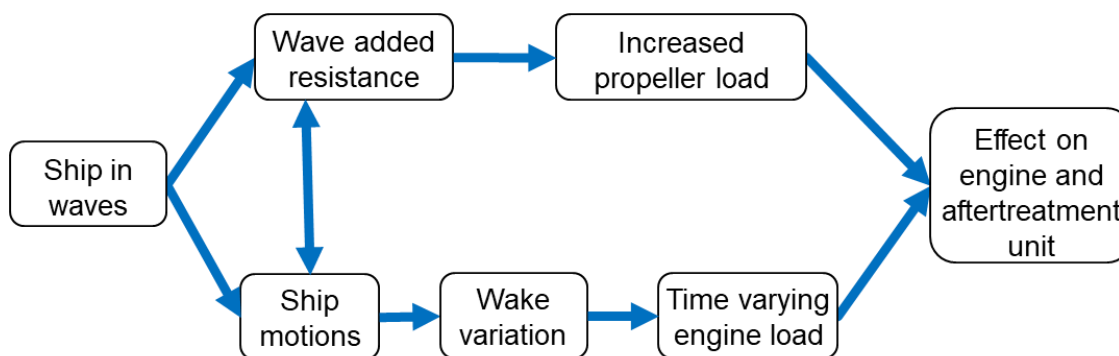 Wave added
resistance
Increased
propeller load
Ship in
waves
Effect on
engine and
aftertreatment
unit
Ship
motions
Wake
variation
Time varying
engine load